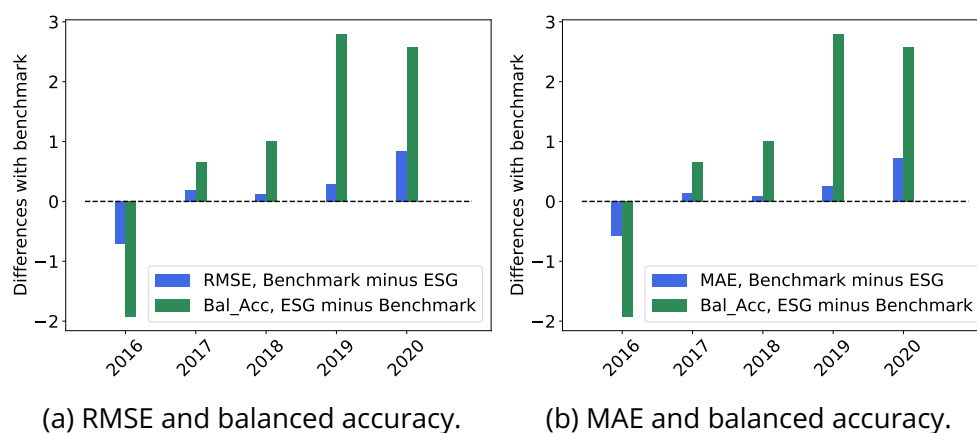 Differences with benchmark
3
2
1
0
−1
−2
RMSE, Benchmark minus ESG
Bal_Acc, ESG minus Benchmark
2016
2017
2018
2019
2020
(a) RMSE and balanced accuracy.
Differences with benchmark
3
2
1
0
−1
−2
MAE, Benchmark minus ESG
Bal_Acc, ESG minus Benchmark
2016
2017
2018
2019
2020
(b) MAE and balanced accuracy.